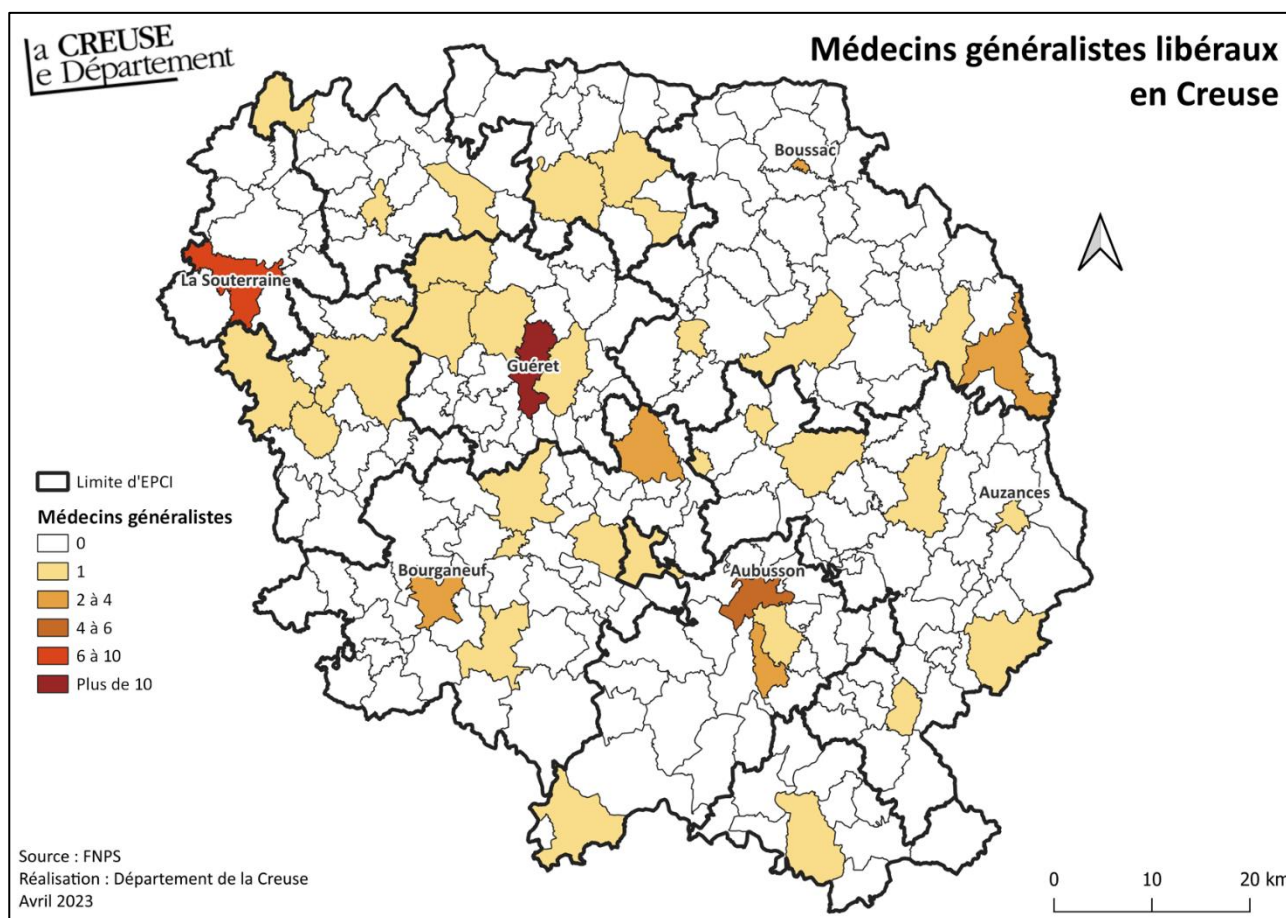 la CREUSE
le Département
Médecins généralistes libéraux
en Creuse
Boussac
La Souterraine
Guéret
Auzances
Bourganeuf
Aubusson
Limite d'EPCI
Médecins généralistes
0
1
2 à 4
4 à 6
6 à 10
Plus de 10
Source : FNPS
Réalisation : Département de la Creuse
Avril 2023
0 10 20 km